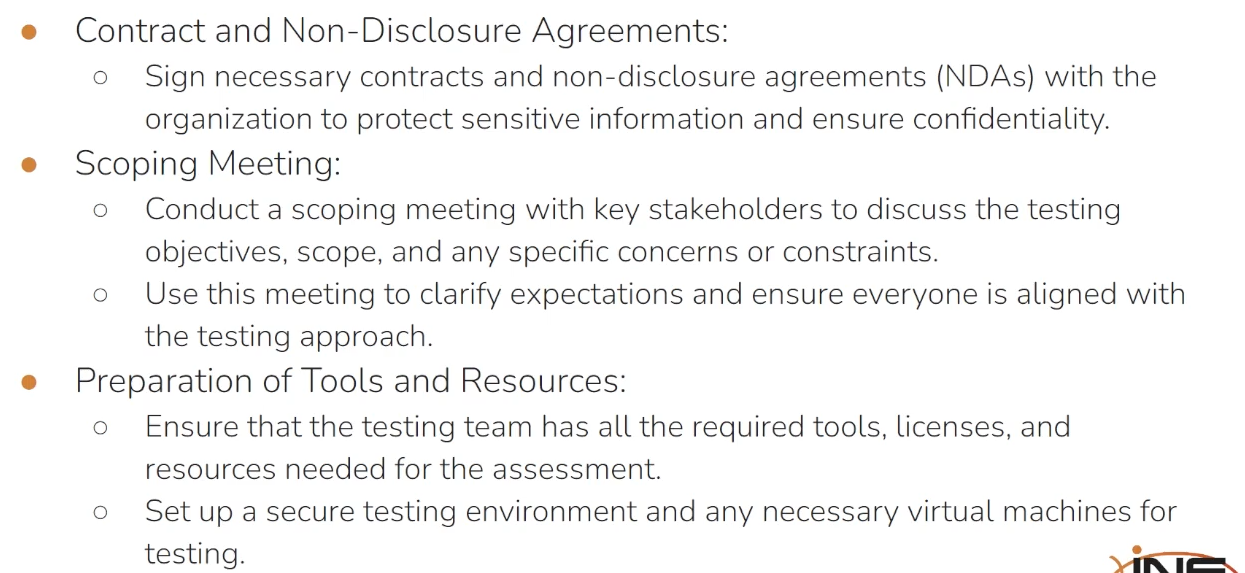 ● Contract and Non-Disclosure Agreements:
○ Sign necessary contracts and non-disclosure agreements (NDAs) with the
organization to protect sensitive information and ensure confidentiality.
● Scoping Meeting:
○ Conduct a scoping meeting with key stakeholders to discuss the testing
objectives, scope, and any specific concerns or constraints.
○ Use this meeting to clarify expectations and ensure everyone is aligned with
the testing approach.
● Preparation of Tools and Resources:
○ Ensure that the testing team has all the required tools, licenses, and
resources needed for the assessment.
○ Set up a secure testing environment and any necessary virtual machines for
testing.